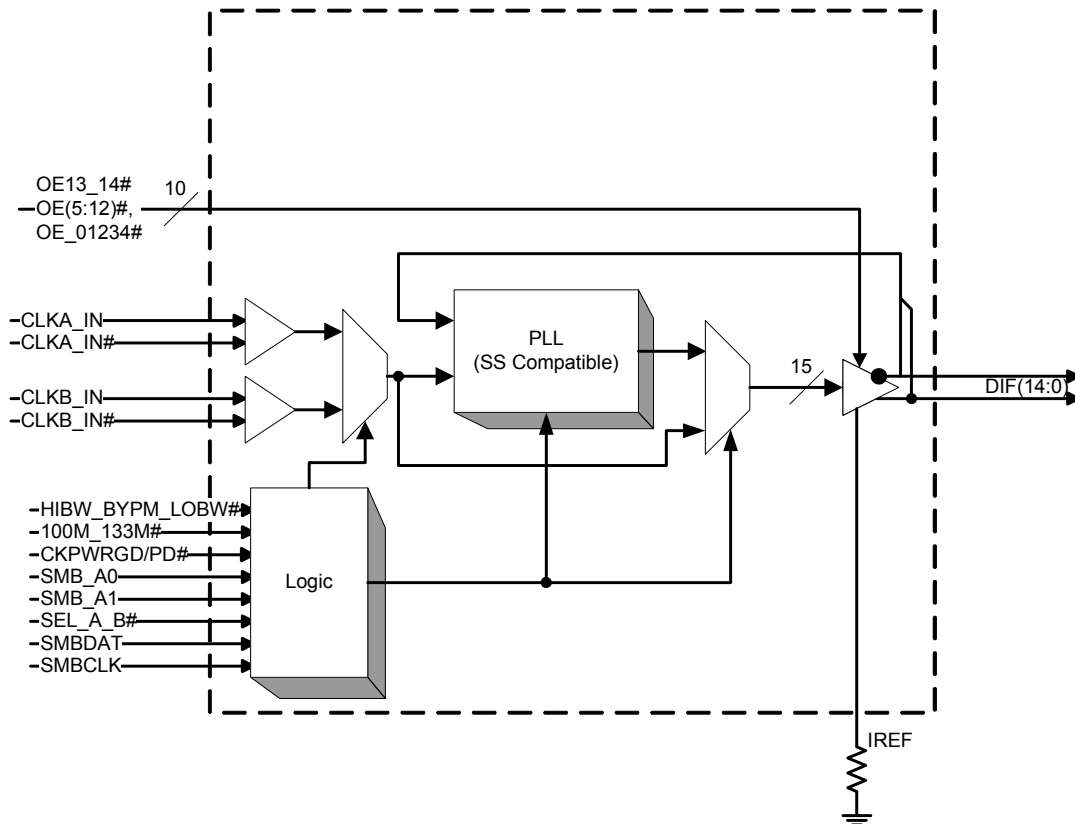 OE13_14#
OE(5:12)#,
OE_01234#
10
CLKA_IN
CLKA_IN#
CLKB_IN
CLKB_IN#
PLL
(SS Compatible)
15
DIF(14:0)
HIBW_BYPM_LOBW#
100M_133M#
CKPWRGD/PD#
SMB_A0
SMB_A1
SEL_A_B#
SMBDAT
SMBCLK
Logic
IREF